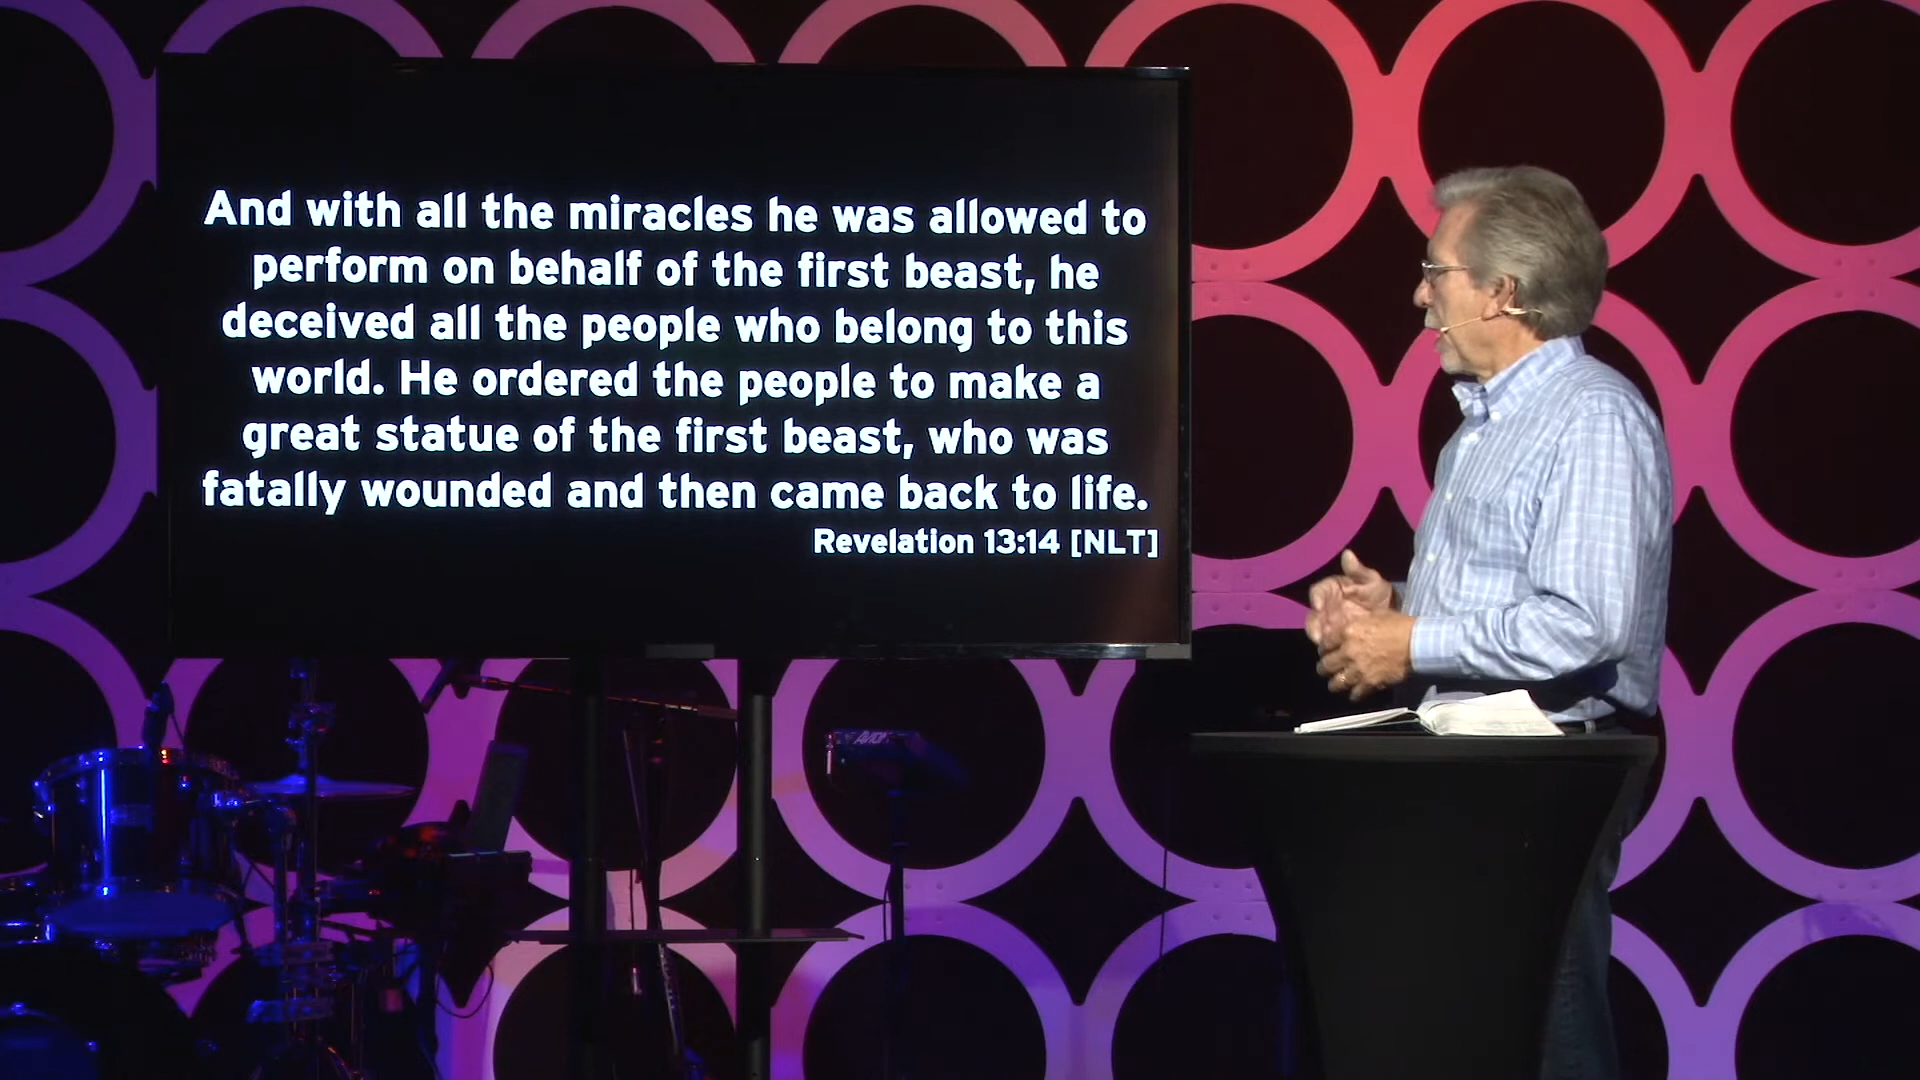 And with all the miracles he was allowed to
perform on behalf of the first beast, he
deceived all the people who belong to this
world. He ordered the people to make a
great statue of the first beast, who was
fatally wounded and then came back to life.
Revelation 13:14 [NLT]
AVIOM